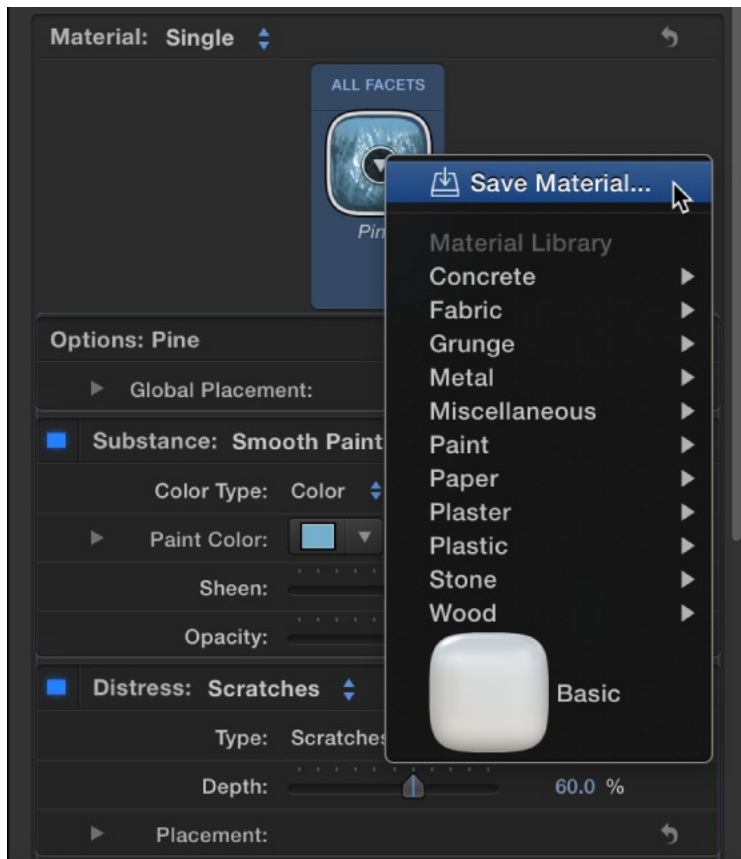 Material: Single
ALL FACETS
Save Material...
Material Library
Concrete
Fabric
Grunge
Metal
Miscellaneous
Paint
Paper
Plaster
Plastic
Stone
Wood
Basic
Options: Pine
Global Placement:
Substance: Smooth Paint
Color Type: Color
Paint Color:
Sheen:
Opacity:
Distress: Scratches
Type: Scratches
Depth: 60.0 %
Placement: